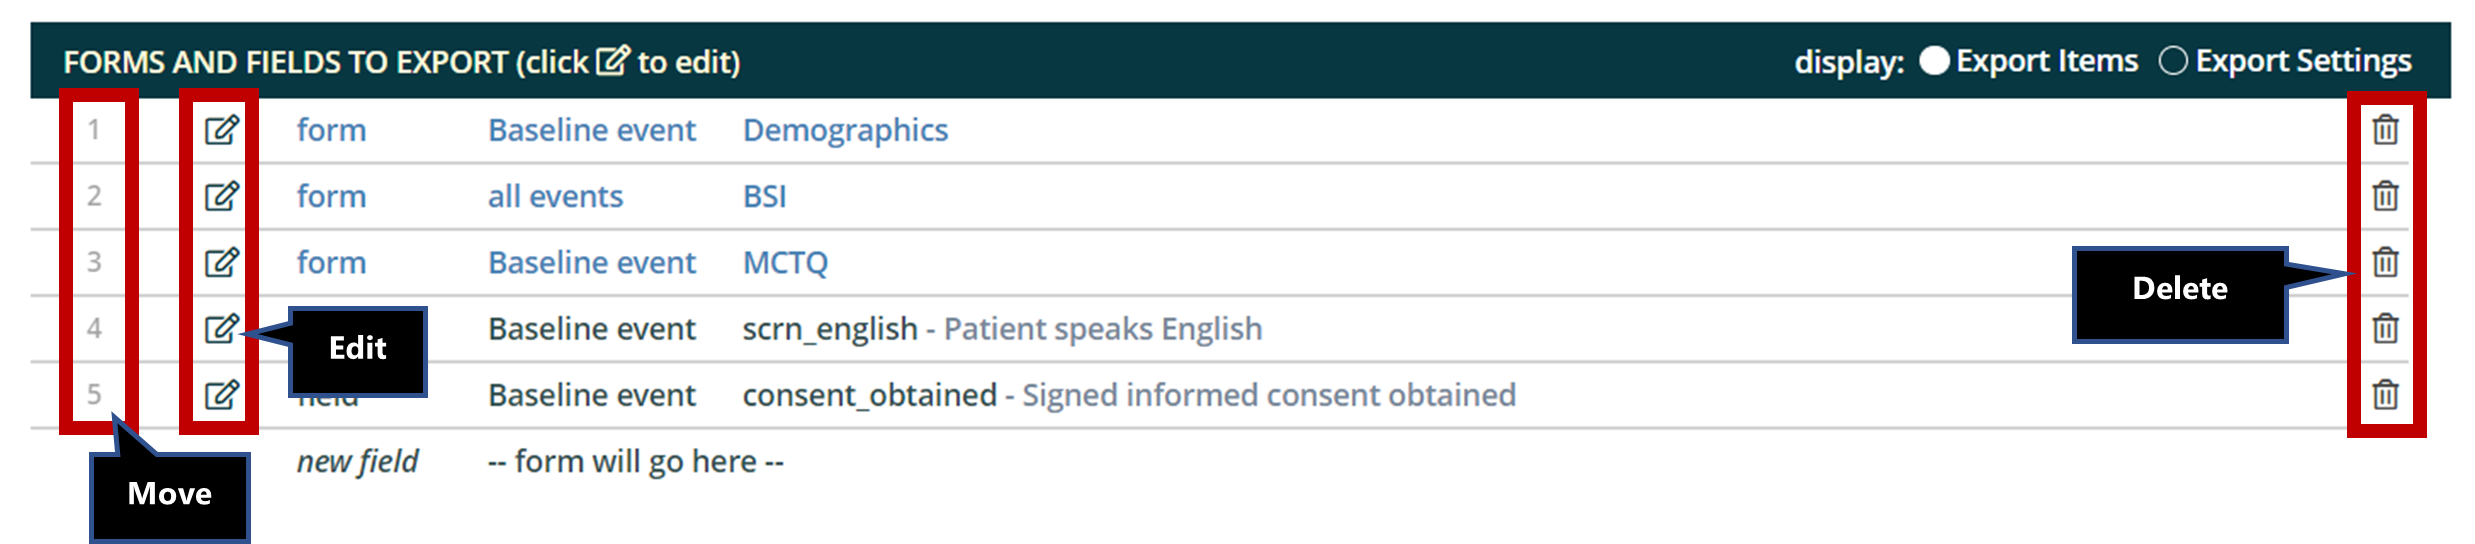 FORMS AND FIELDS TO EXPORT (click to edit) display: Export Items Export Settings
1 form Baseline event Demographics
2 form all events BSI
3 form Baseline event MCTQ
4 Baseline event scrn_english - Patient speaks English
5 Baseline event consent_obtained - Signed informed consent obtained
new field -- form will go here --
Edit
Delete
Move